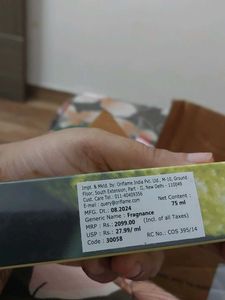 Impt. & Mktd. by: Oriflame India Pvt. Ltd., M-10, Ground
Floor, South Extension, Part - II, New Delhi - 110049
Cust. Care Tel : 011-40409356
E-mail : query@oriflame.com
Net Content :
75 ml
MFG. Dt. : 08.2024
Generic Name : Fragnance
MRP : Rs.: 2099.00 (Incl. of all Taxes)
USP : Rs.: 27.99/ ml
Code : 30058
RC No.: COS 395/14